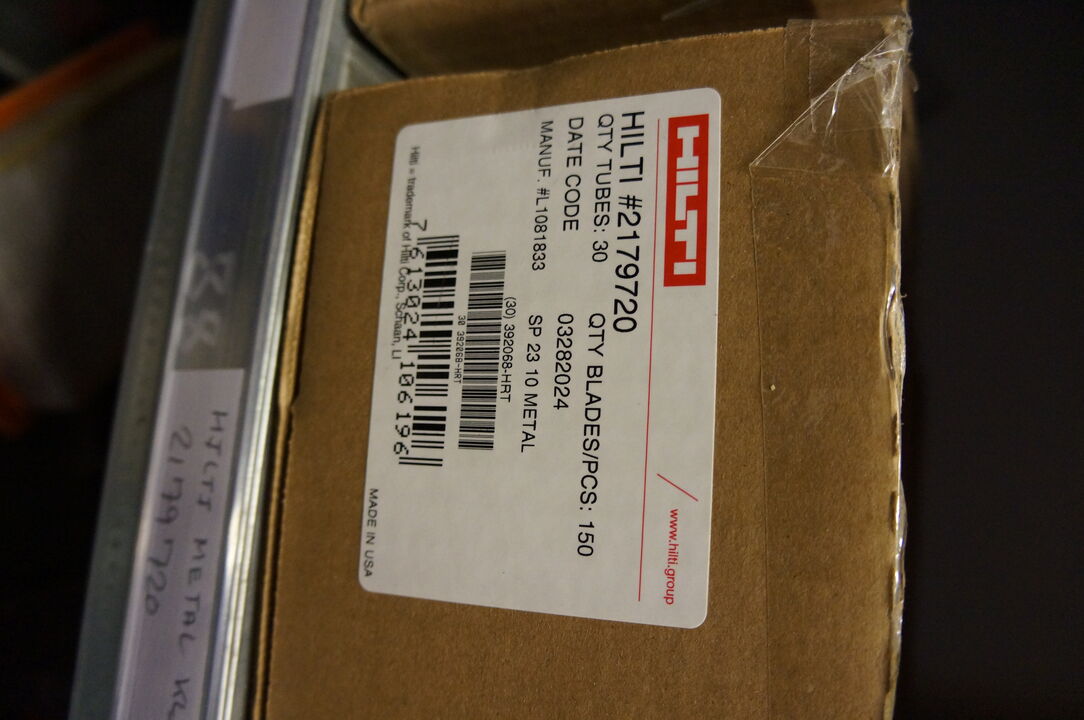 HILTI
www.hilti.group
HILTI #2179720
QTY TUBES: 30 QTY BLADES/PCS: 150
DATE CODE 03282024
MANUF. #L1081833 SP 23 10 METAL
(30) 392068-HRT
30 392068-HRT
7 613024 106196
Hilti = trademark of Hilti Corp., Schaan, LI
MADE IN USA
HILTI METAL
2179720